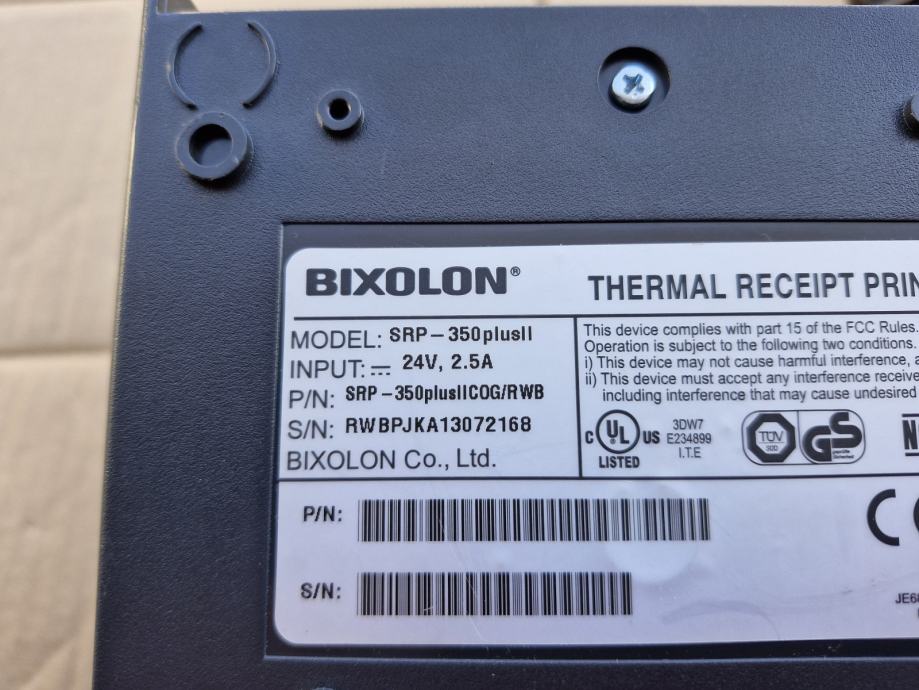 BIXOLON®
THERMAL RECEIPT PRIN
MODEL: SRP-350plusII
INPUT: ⎓ 24V, 2.5A
P/N: SRP-350plusIICOG/RWB
S/N: RWBPJKA13072168
BIXOLON Co., Ltd.
This device complies with part 15 of the FCC Rules.
Operation is subject to the following two conditions.
i) This device may not cause harmful interference, a
ii) This device must accept any interference receive
including interference that may cause undesired
C UL US
LISTED
3DW7
E234899
I.T.E
TÜV
GS
geprüfte
Sicherheit
P/N:
S/N:
CE